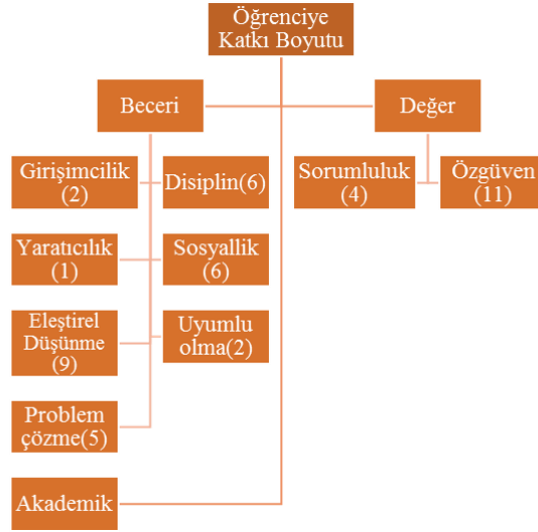 Öğrenciye
Katkı Boyutu
Beceri
Değer
Girişimcilik
(2)
Disiplin(6)
Sorumluluk
(4)
Özgüven
(11)
Yaratıcılık
(1)
Sosyallik
(6)
Eleştirel
Düşünme
(9)
Uyumlu
olma(2)
Problem
çözme(5)
Akademik